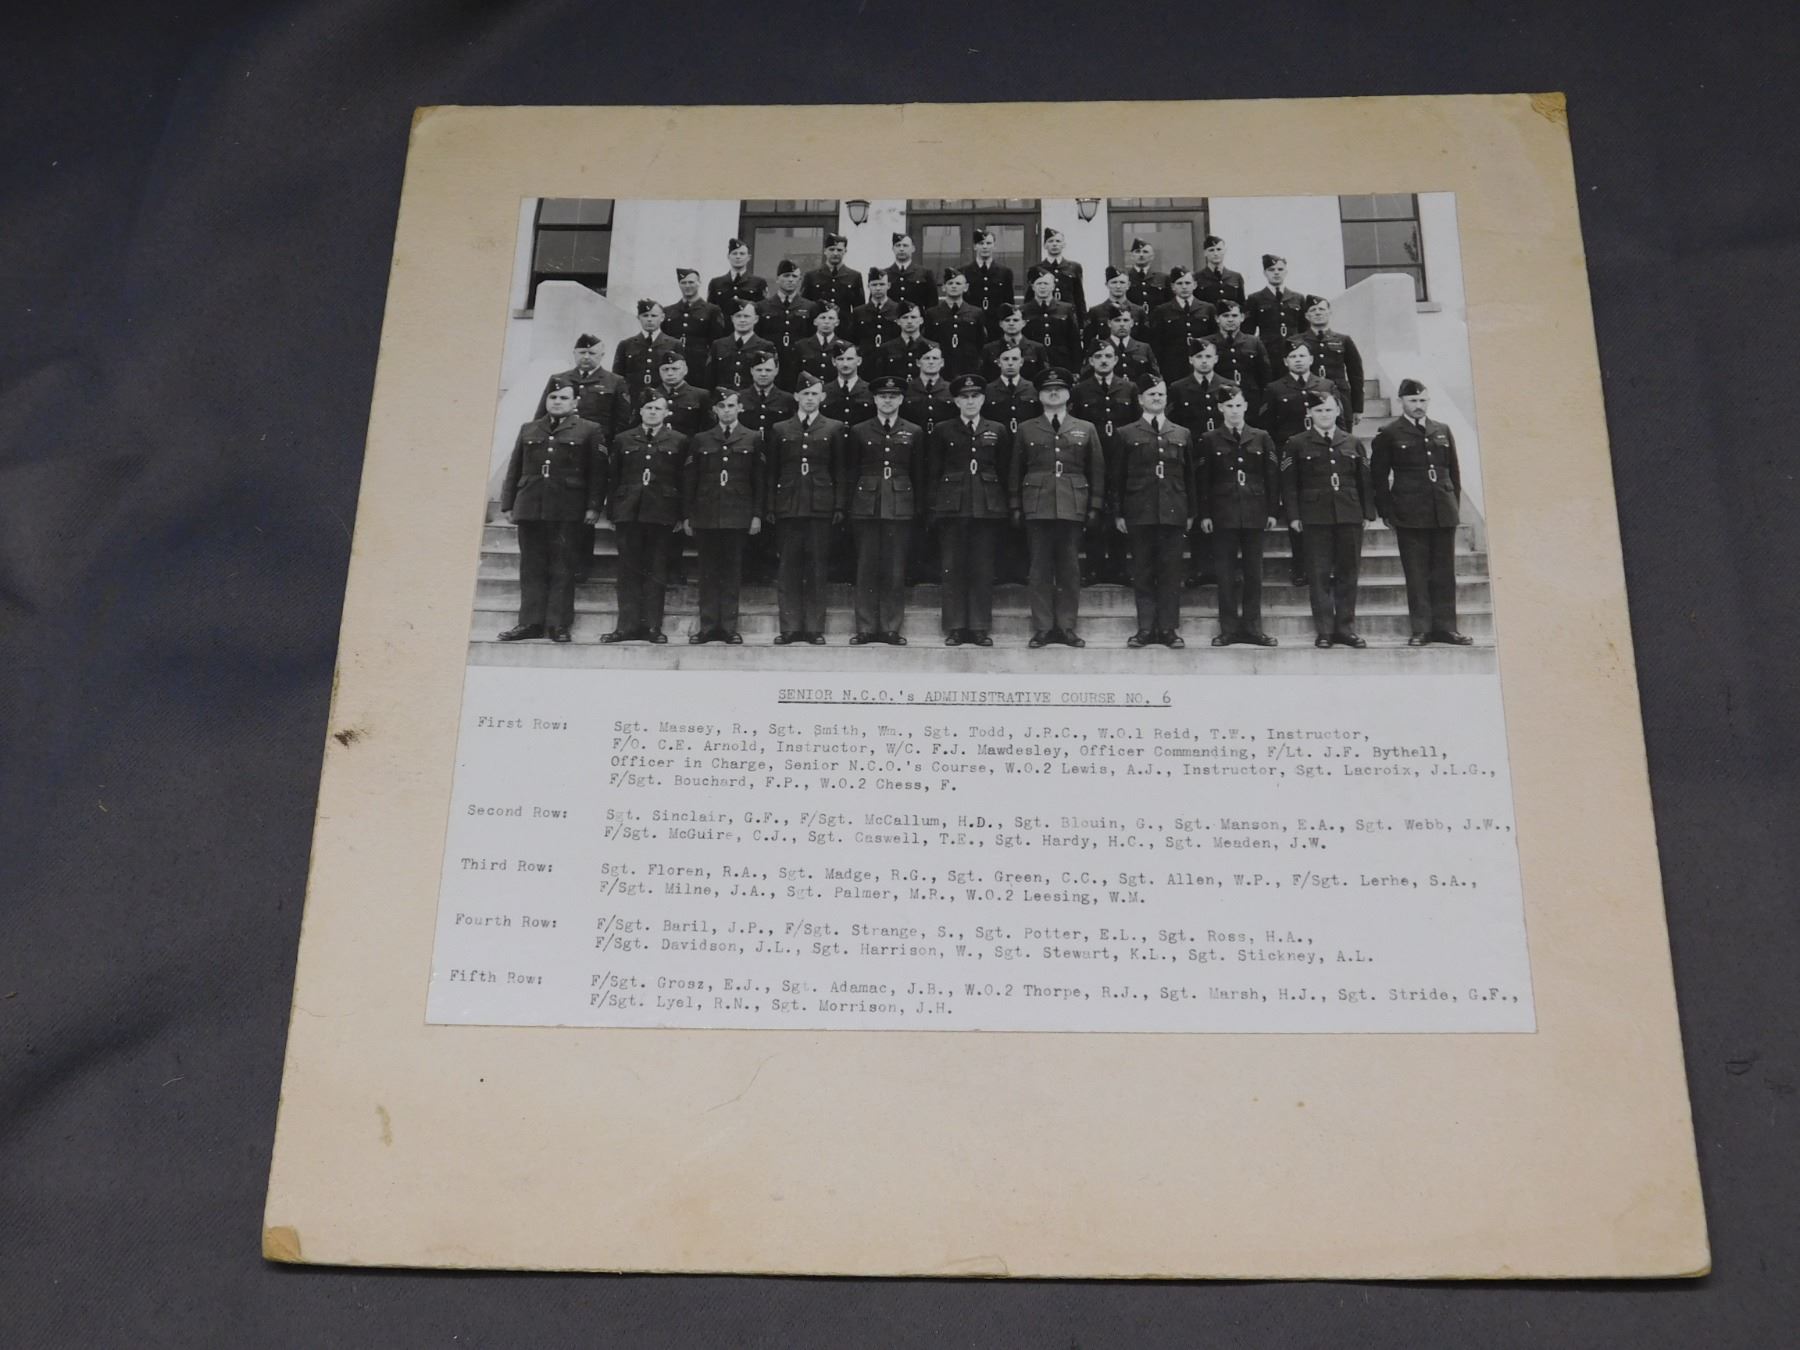 SENIOR N.C.O.'s ADMINISTRATIVE COURSE NO. 6
First Row: Sgt. Massey, R., Sgt. Smith, Wm., Sgt. Todd, J.R.C., W.O.1 Reid, T.W., Instructor,
F/O. C.E. Arnold, Instructor, W/C. F.J. Mawdesley, Officer Commanding, F/Lt. J.F. Bythell,
Officer in Charge, Senior N.C.O.'s Course, W.O.2 Lewis, A.J., Instructor, Sgt. Lacroix, J.L.G.,
F/Sgt. Bouchard, F.P., W.O.2 Chess, F.
Second Row: Sgt. Sinclair, G.F., F/Sgt. McCallum, H.D., Sgt. Blouin, G., Sgt. Manson, E.A., Sgt. Webb, J.W.,
F/Sgt. McGuire, C.J., Sgt. Caswell, T.E., Sgt. Hardy, H.C., Sgt. Meaden, J.W.
Third Row: Sgt. Floren, R.A., Sgt. Madge, R.G., Sgt. Green, C.C., Sgt. Allen, W.P., F/Sgt. Lerhe, S.A.,
F/Sgt. Milne, J.A., Sgt. Palmer, M.R., W.O.2 Leesing, W.M.
Fourth Row: F/Sgt. Baril, J.P., F/Sgt. Strange, S., Sgt. Potter, E.L., Sgt. Ross, H.A.,
F/Sgt. Davidson, J.L., Sgt. Harrison, W., Sgt. Stewart, K.L., Sgt. Stickney, A.L.
Fifth Row: F/Sgt. Grosz, E.J., Sgt. Adamac, J.B., W.O.2 Thorpe, R.J., Sgt. Marsh, H.J., Sgt. Stride, G.F.,
F/Sgt. Lyel, R.N., Sgt. Morrison, J.H.